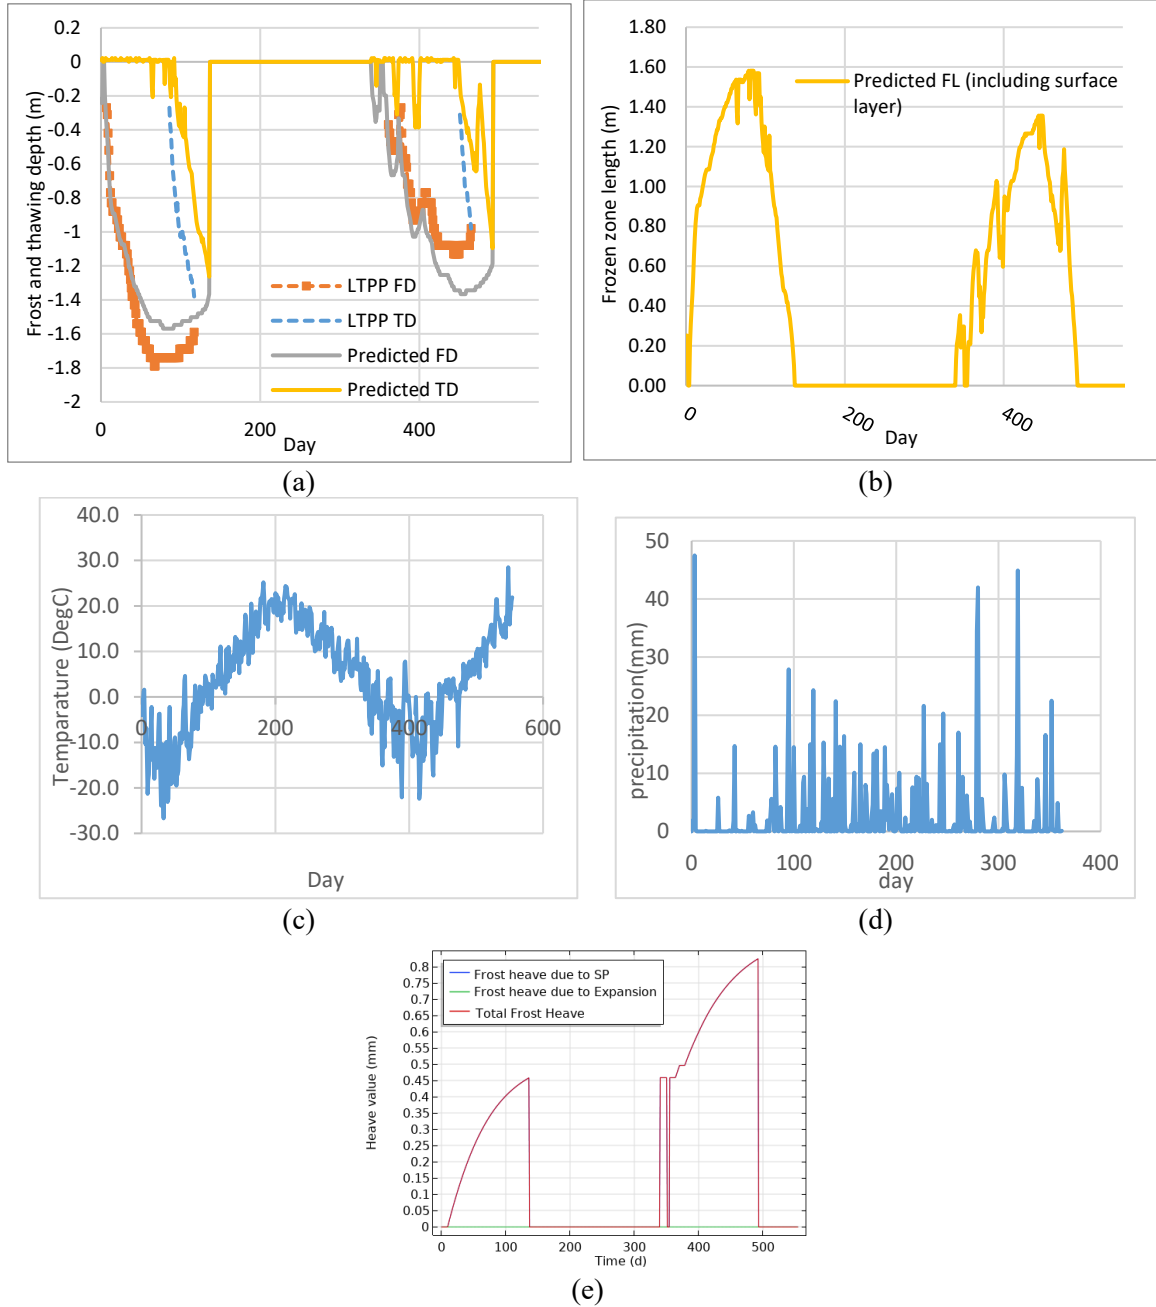 0.2
0
-0.2
-0.4
-0.6
-0.8
-1
-1.2
-1.4
-1.6
-1.8
-2
Frost and thawing depth (m)
LTPP FD
LTPP TD
Predicted FD
Predicted TD
0 200 400
Day
(a)
1.80
1.60
1.40
1.20
1.00
0.80
0.60
0.40
0.20
0.00
Frozen zone length (m)
Predicted FL (including surface
layer)
0 200 400
Day
(b)
40.0
30.0
20.0
10.0
0.0
-10.0
-20.0
-30.0
Temparature (DegC)
0 200 400 600
Day
(c)
50
40
30
20
10
0
precipitation(mm)
0 100 200 300 400
day
(d)
Frost heave due to SP
Frost heave due to Expansion
Total Frost Heave
0.8
0.75
0.7
0.65
0.6
0.55
0.5
0.45
0.4
0.35
0.3
0.25
0.2
0.15
0.1
0.05
0
Heave value (mm)
0 100 200 300 400 500
Time (d)
(e)